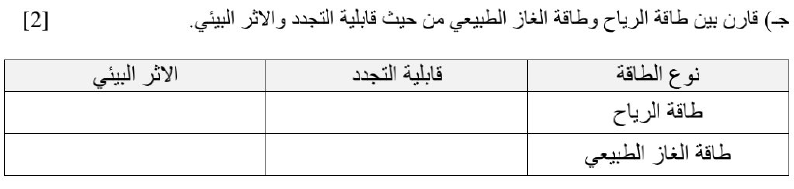 جـ) قارن بين طاقة الرياح وطاقة الغاز الطبيعي من حيث قابلية التجدد والاثر البيئي. [2]
نوع الطاقة قابلية التجدد الاثر البيئي
طاقة الرياح
طاقة الغاز الطبيعي